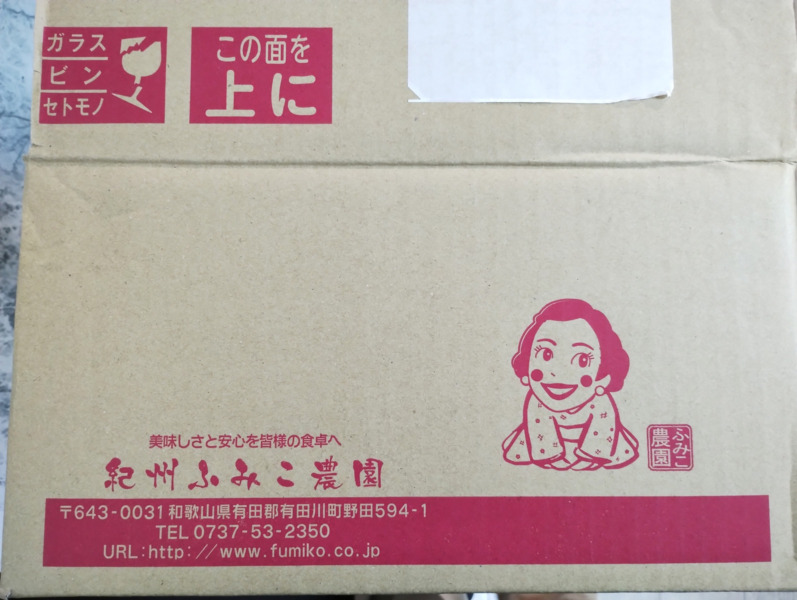 ガラス
ビン
セトモノ
この面を
上に
美味しさと安心を皆様の食卓へ
紀州ふみこ農園
ふみこ
農園
〒643-0031 和歌山県有田郡有田川町野田594-1
TEL 0737-53-2350
URL:http://www.fumiko.co.jp